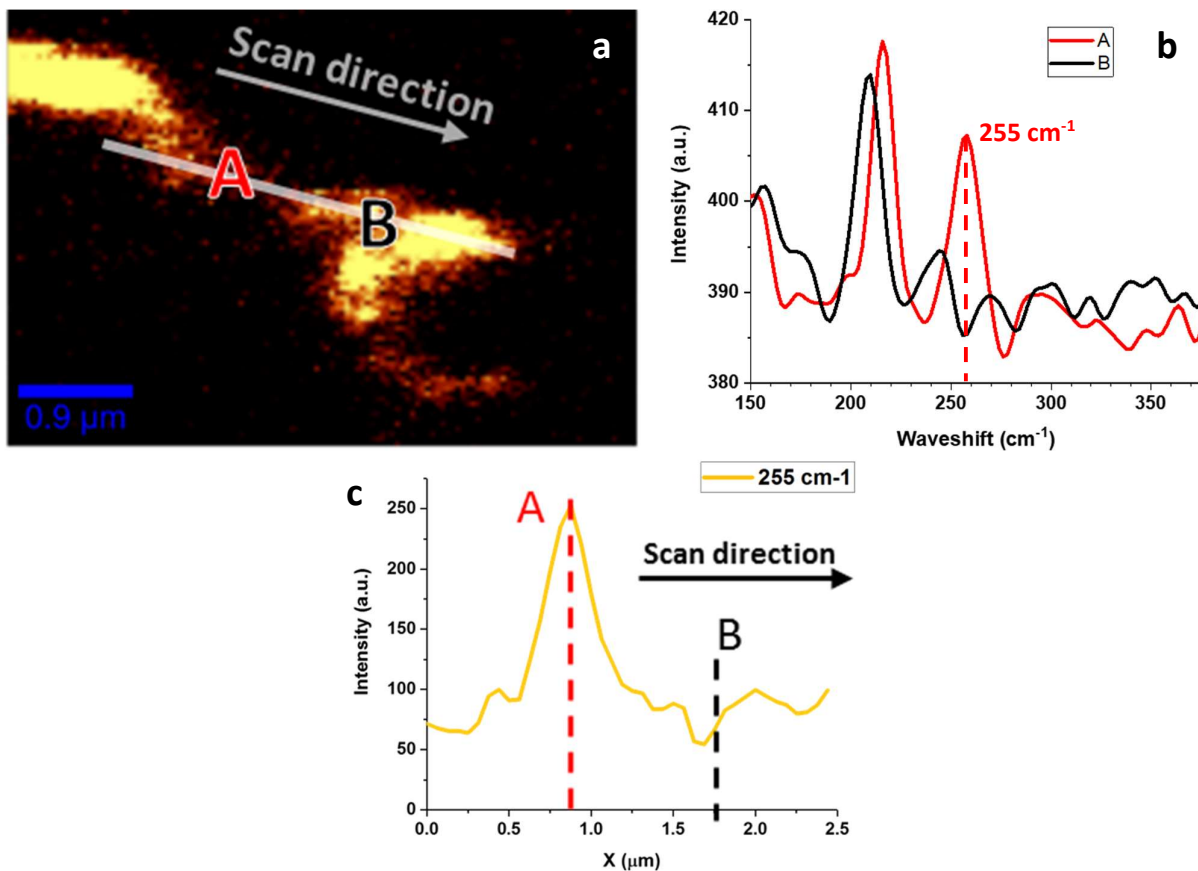 a
Scan direction
A
B
0.9 µm
b
420
410
400
390
380
Intensity (a.u.)
A
B
255 cm⁻¹
150
200
250
300
350
Waveshift (cm⁻¹)
c
255 cm-1
A
Scan direction
B
250
200
150
100
50
0
Intensity (a.u.)
0.0
0.5
1.0
1.5
2.0
2.5
X (µm)